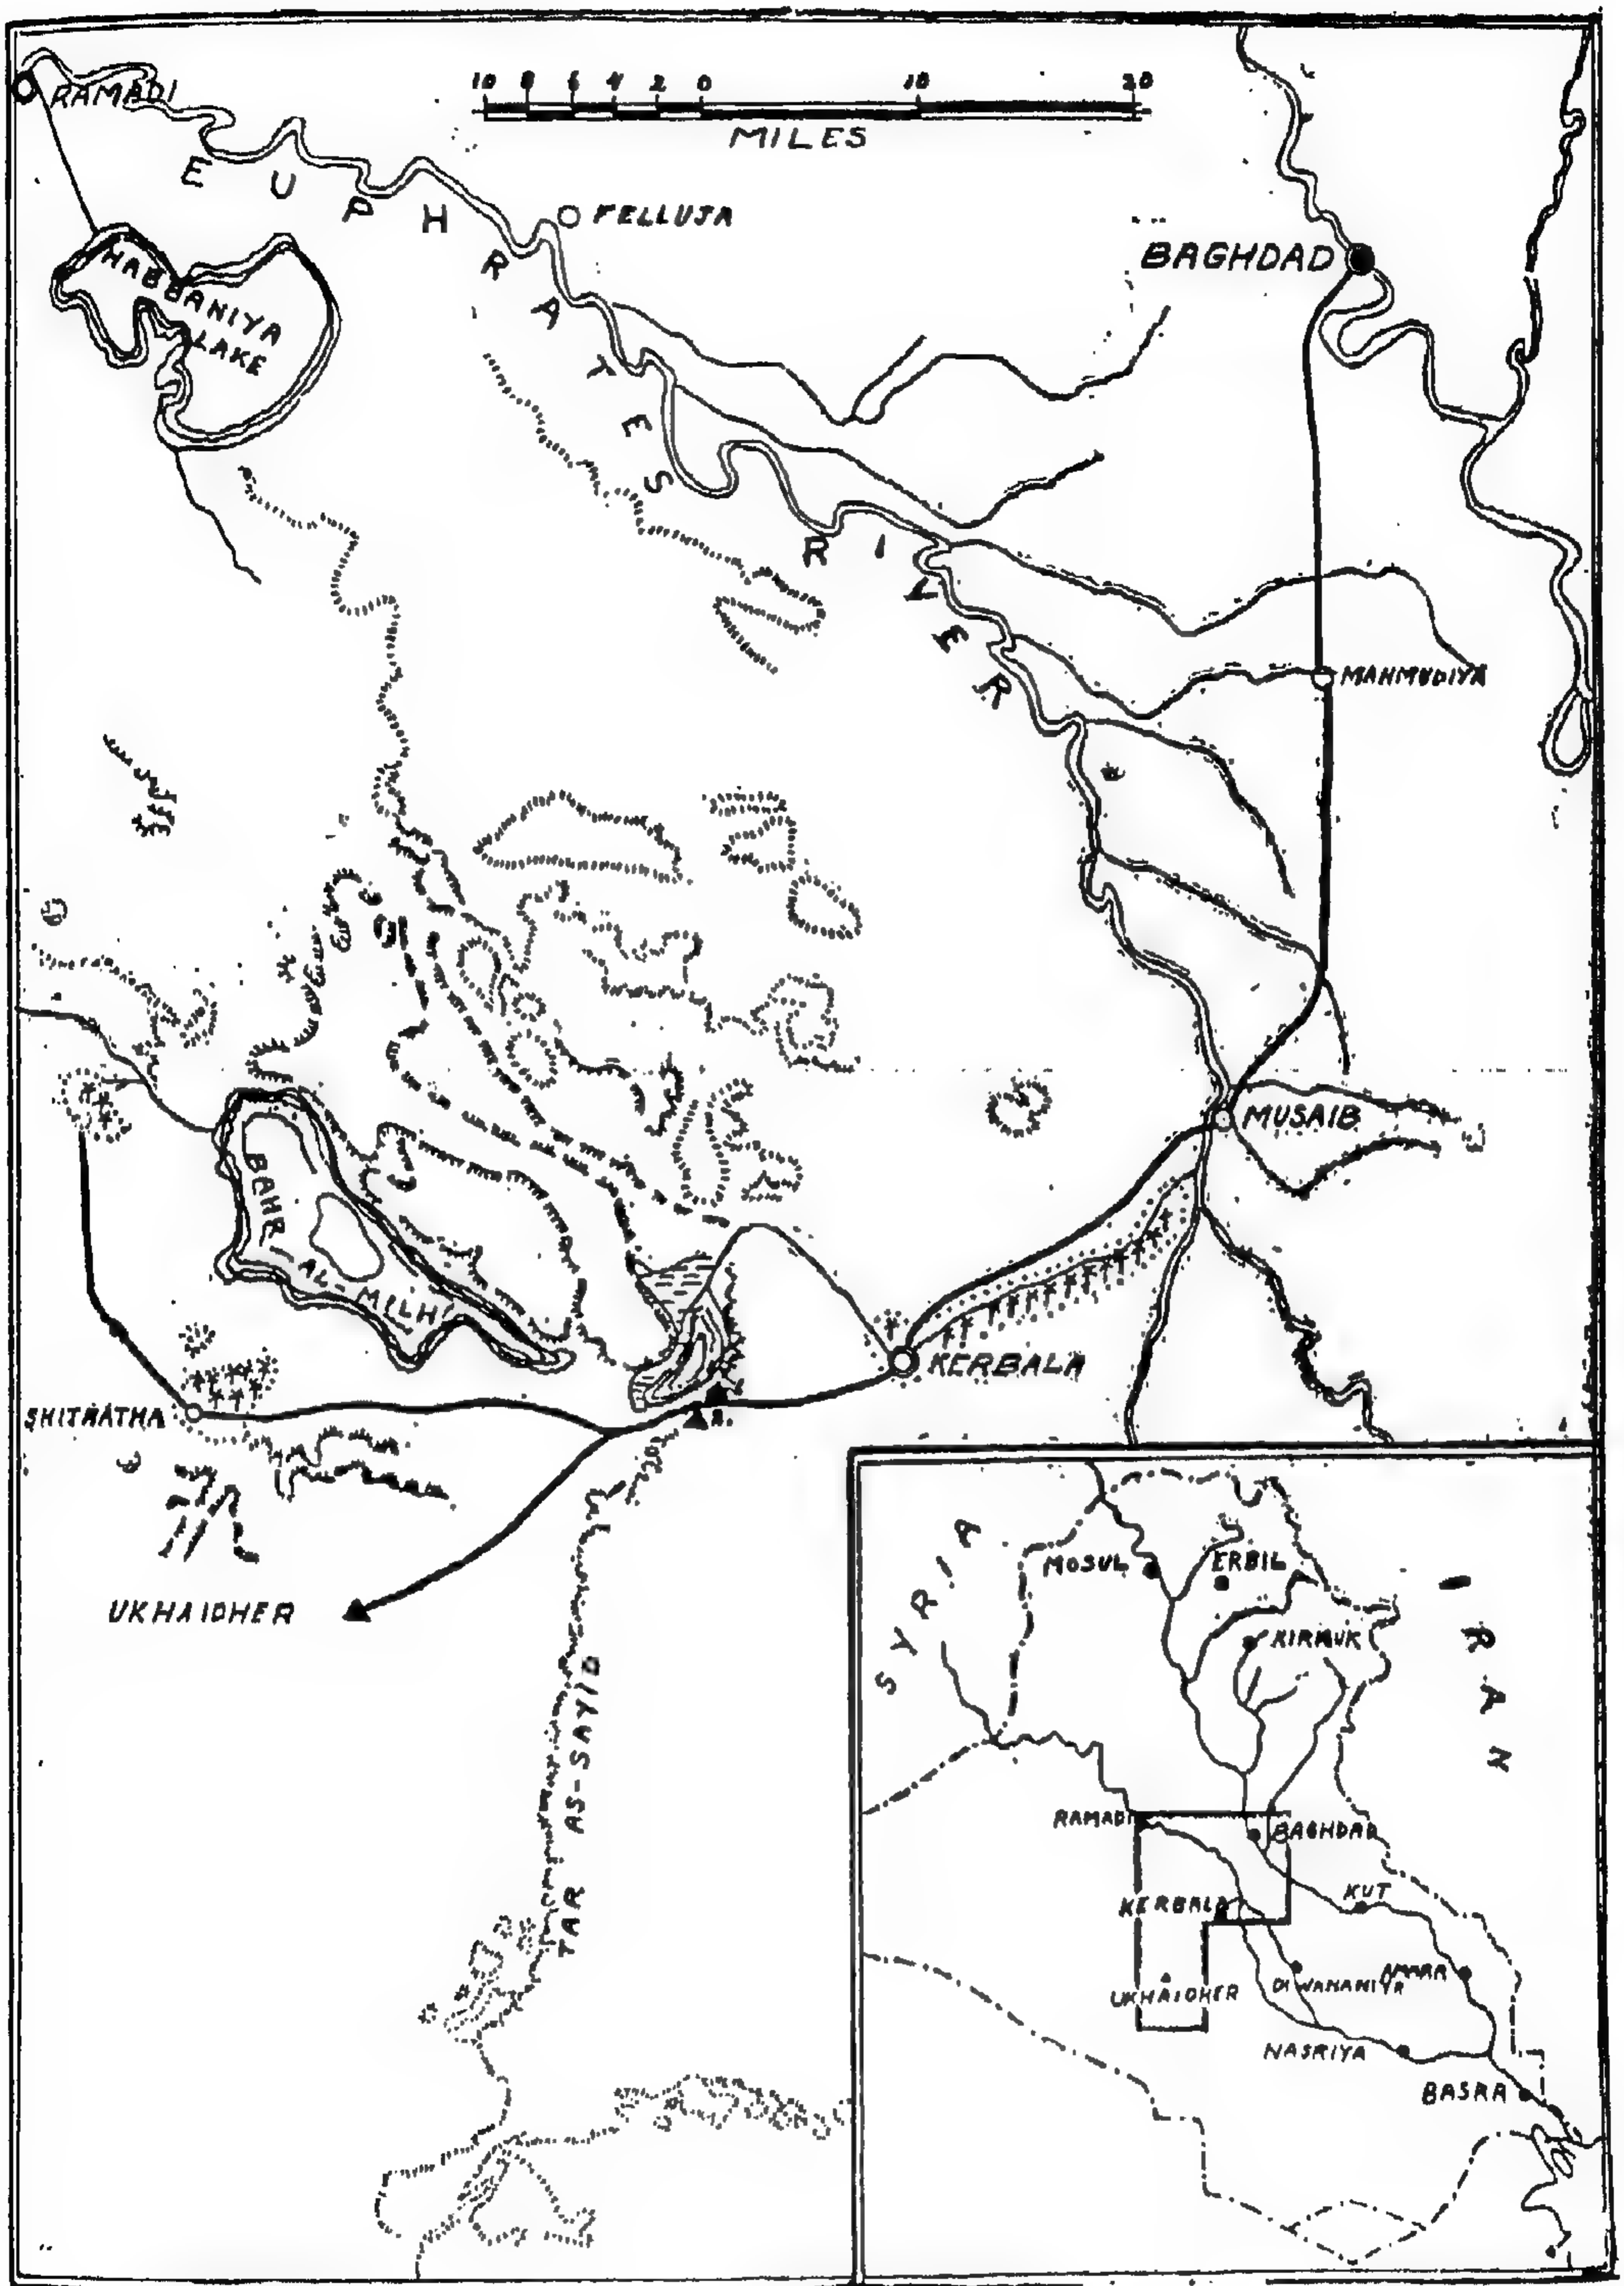 RAMADI
10 8 6 4 2 0 10 20
MILES
EUPHRATES RIVER
FELLUJA
BAGHDAD
HABBANIYA
LAKE
MAHMUDIYA
MUSAIB
BAHR
AL-MILH
KERBALA
SHITHATHA
UKHAIDHER
TAR AS-SAYID
SYRIA
MOSUL
ERBIL
IRAN
KIRKUK
RAMADI
BAGHDAD
KERBALA
KUT
UKHAIDHER
DIWANANIYA
AMARA
NASRIYA
BASRA